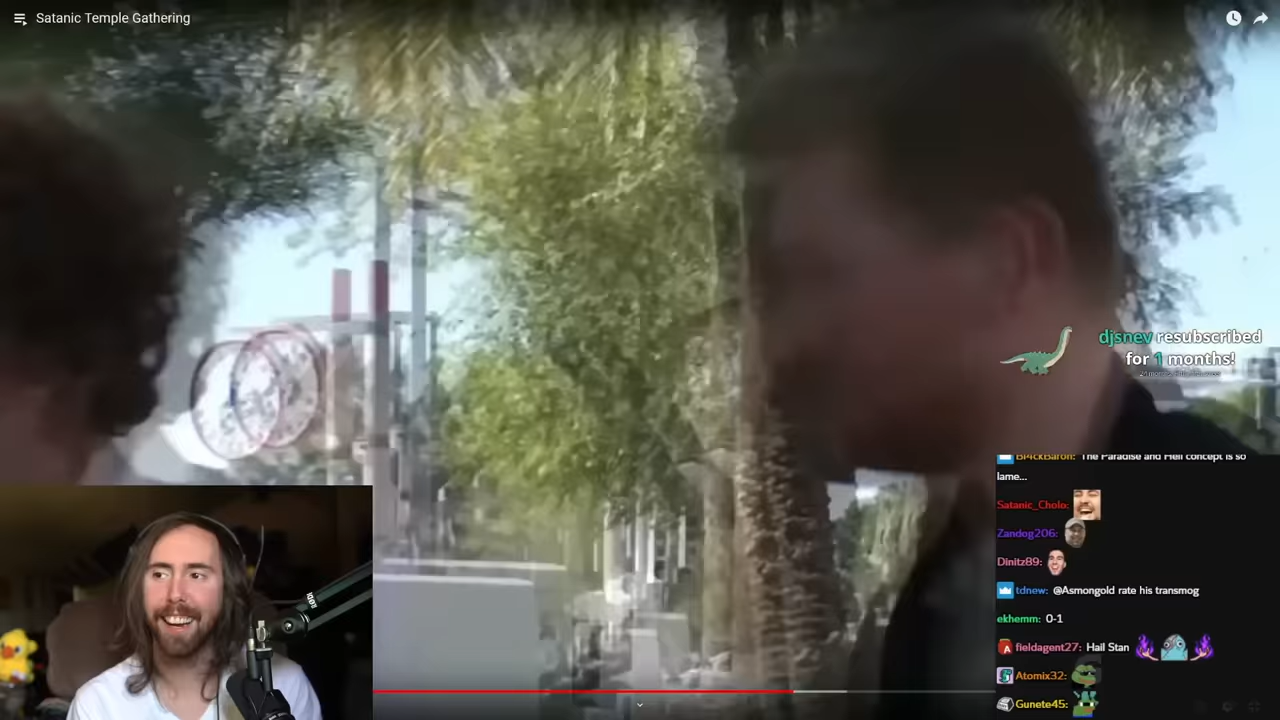 Satanic Temple Gathering
djsnev resubscribed
for 1 months!
Bl4ckBaron: The Paradise and Hell concept is so
lame...
Satanic_Cholo:
Zandog206:
Dinitz89:
tdnew: @Asmongold rate his transmog
ekhemm: 0-1
fieldagent27: Hail Stan
Atomix32:
Gunete45: